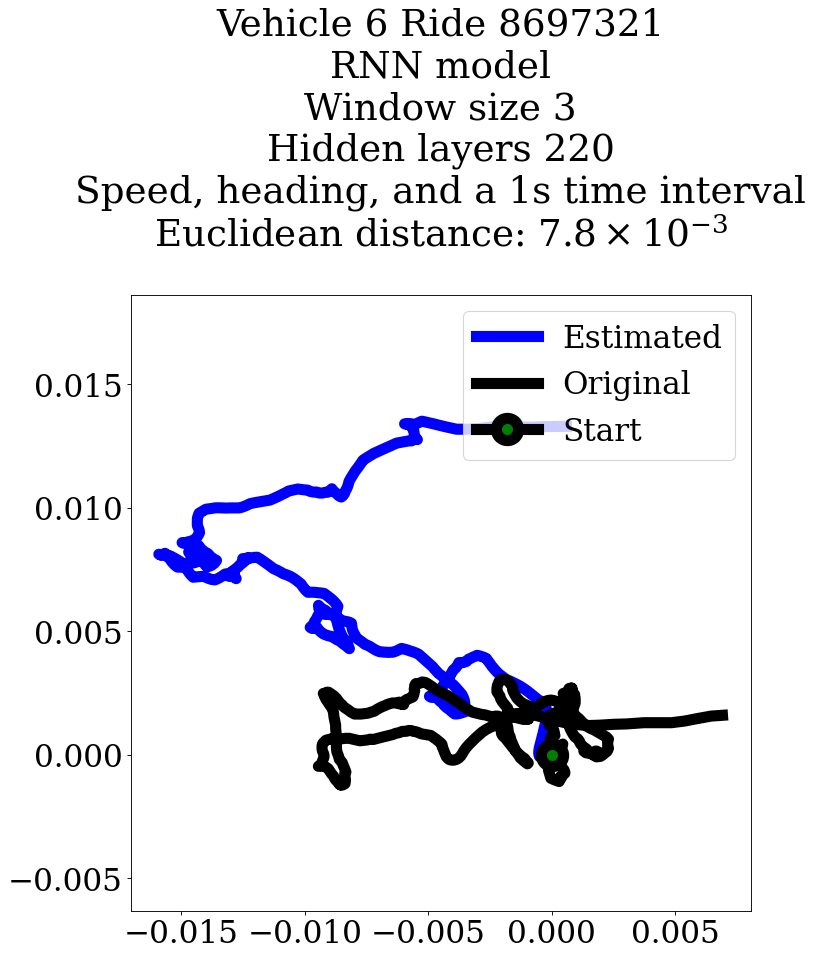 Vehicle 6 Ride 8697321
RNN model
Window size 3
Hidden layers 220
Speed, heading, and a 1s time interval
Euclidean distance: 7.8 × 10⁻³
Estimated
Original
Start
0.015
0.010
0.005
0.000
−0.005
−0.015 −0.010 −0.005 0.000 0.005